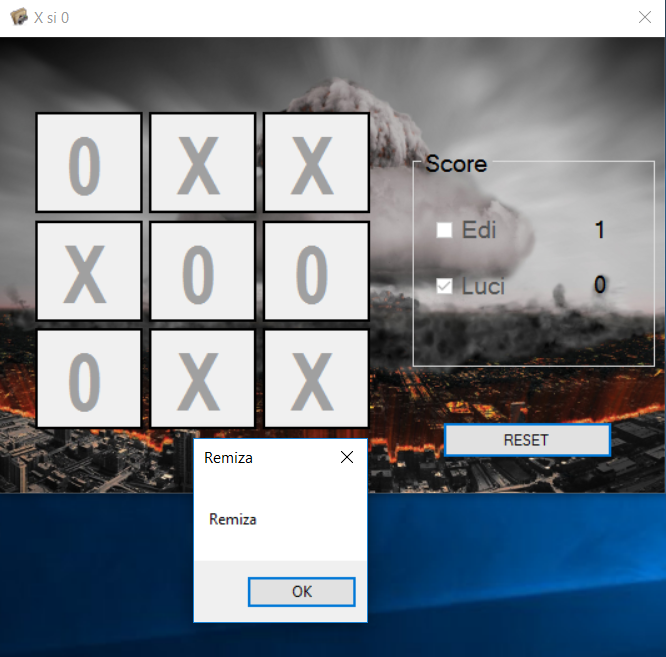 X si 0
0 X X
X 0 0
0 X X
Score
Edi 1
Luci 0
RESET
Remiza
Remiza
OK